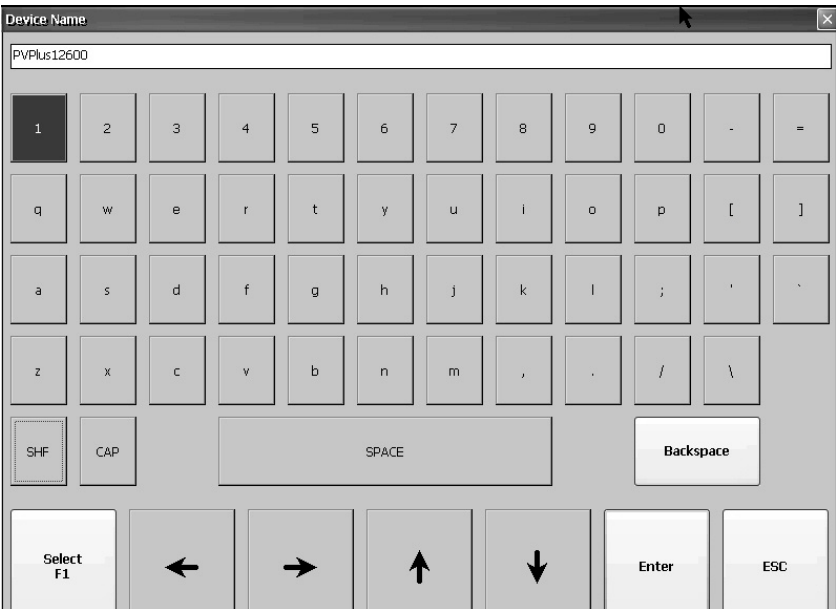 Device Name
PVPlus12600
1 2 3 4 5 6 7 8 9 0 - =
q w e r t y u i o p [ ]
a s d f g h j k l ; ' `
z x c v b n m , . / \
SHF CAP SPACE Backspace
Select
F1
Enter ESC